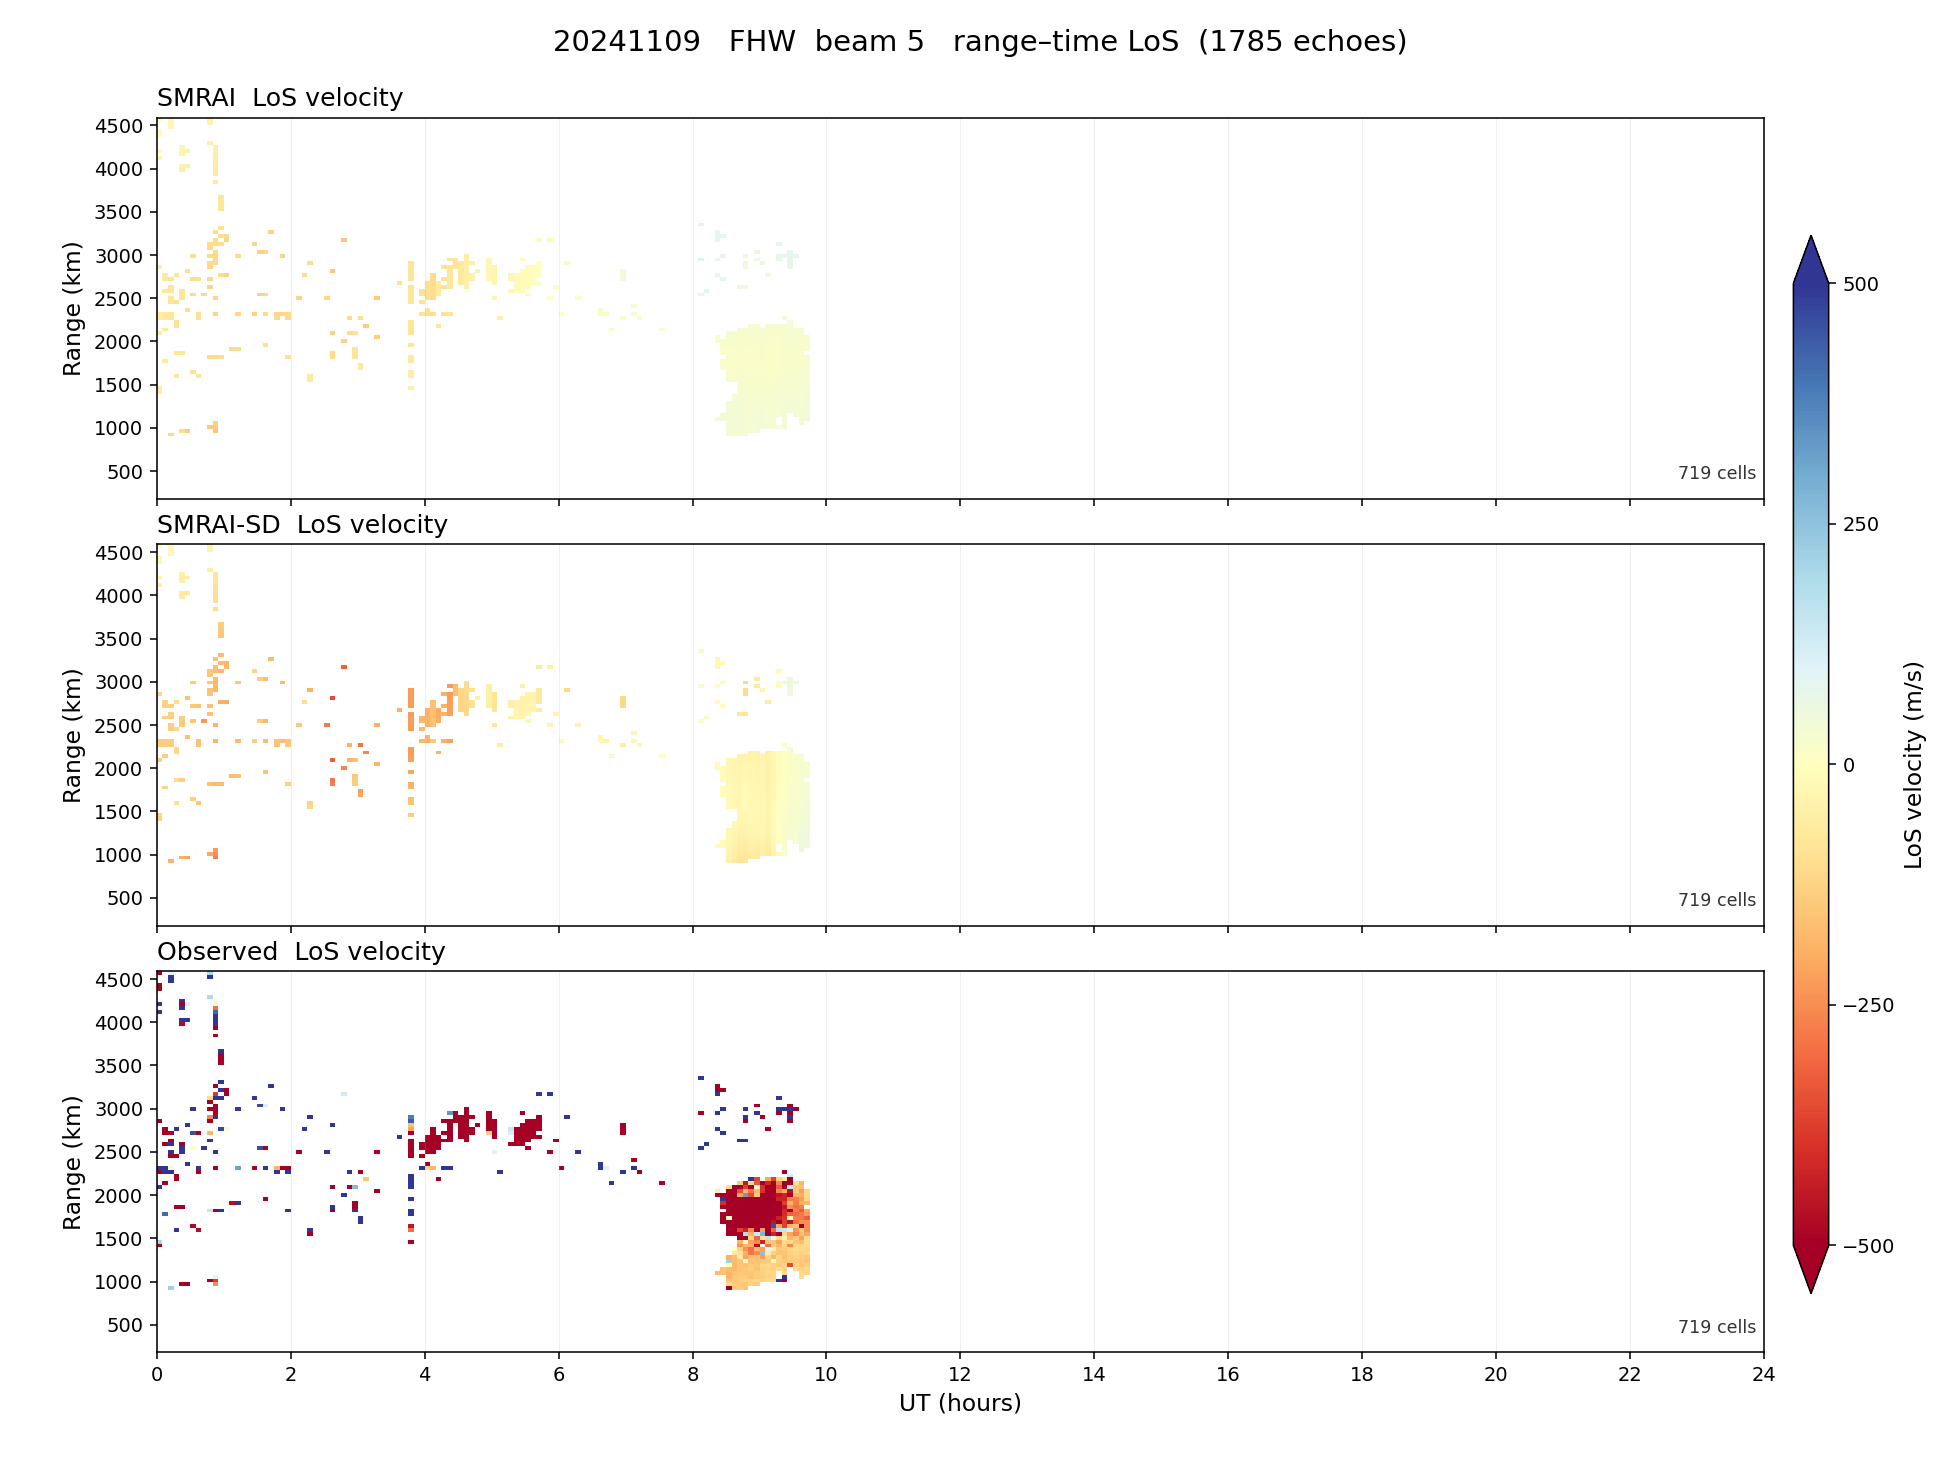 20241109   FHW  beam 5   range–time LoS  (1785 echoes)
SMRAI  LoS velocity
4500
4000
3500
3000
2500
2000
1500
1000
500
Range (km)
719 cells
SMRAI-SD  LoS velocity
4500
4000
3500
3000
2500
2000
1500
1000
500
Range (km)
719 cells
Observed  LoS velocity
4500
4000
3500
3000
2500
2000
1500
1000
500
Range (km)
719 cells
0 2 4 6 8 10 12 14 16 18 20 22 24
UT (hours)
500
250
0
−250
−500
LoS velocity (m/s)